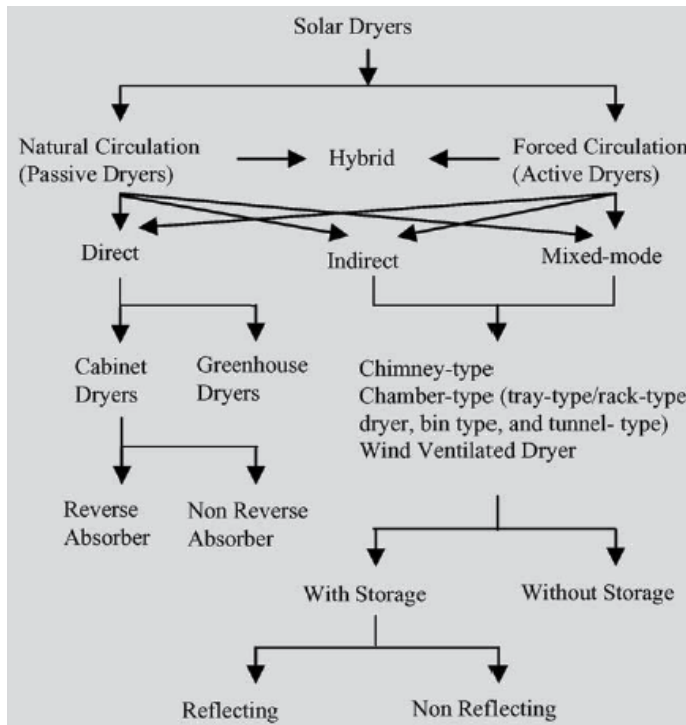 Solar Dryers
Natural Circulation
(Passive Dryers)
Hybrid
Forced Circulation
(Active Dryers)
Direct
Indirect
Mixed-mode
Cabinet
Dryers
Greenhouse
Dryers
Chimney-type
Chamber-type (tray-type/rack-type
dryer, bin type, and tunnel- type)
Wind Ventilated Dryer
Reverse
Absorber
Non Reverse
Absorber
With Storage
Without Storage
Reflecting
Non Reflecting